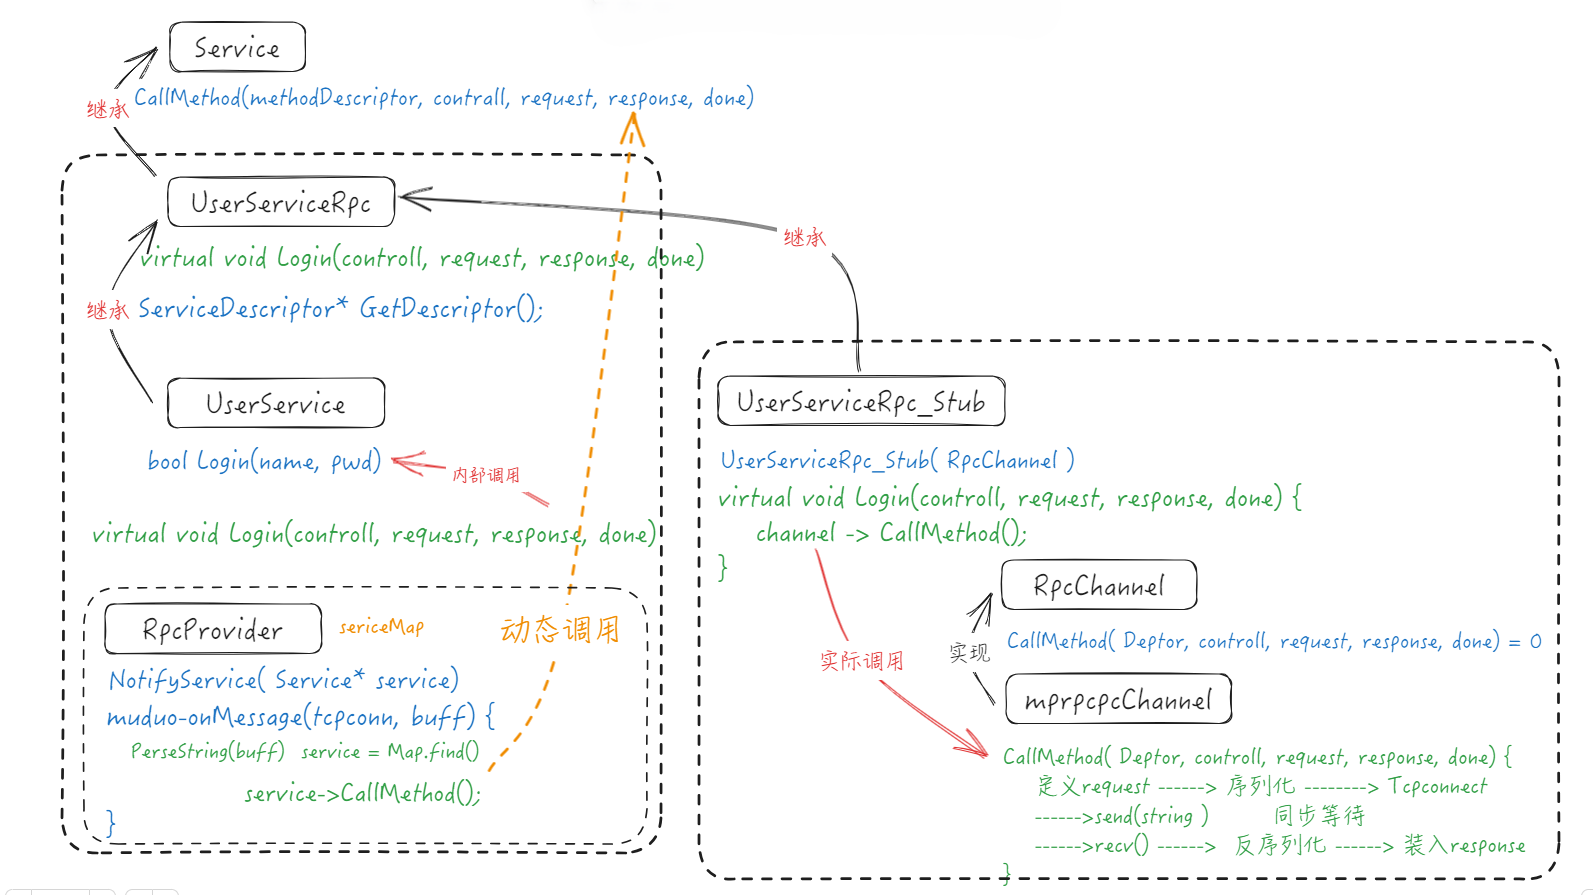 Service
CallMethod(methodDescriptor, contrall, request, response, done)
继承
UserServiceRpc
继承
virtual void Login(controll, request, response, done)
继承
ServiceDescriptor* GetDescriptor();
UserService
bool Login(name, pwd)
内部调用
virtual void Login(controll, request, response, done)
RpcProvider
sericeMap
动态调用
NotifyService( Service* service)
muduo-onMessage(tcpconn, buff) {
PerseString(buff) service = Map.find()
service->CallMethod();
}
UserServiceRpc_Stub
UserServiceRpc_Stub( RpcChannel )
virtual void Login(controll, request, response, done) {
channel -> CallMethod();
}
RpcChannel
CallMethod( Deptor, controll, request, response, done) = 0
实际调用
实现
mprpcpcChannel
CallMethod( Deptor, controll, request, response, done) {
定义request ------> 序列化 --------> Tcpconnect
------>send(string ) 同步等待
------>recv() ------> 反序列化 ------> 装入response
}